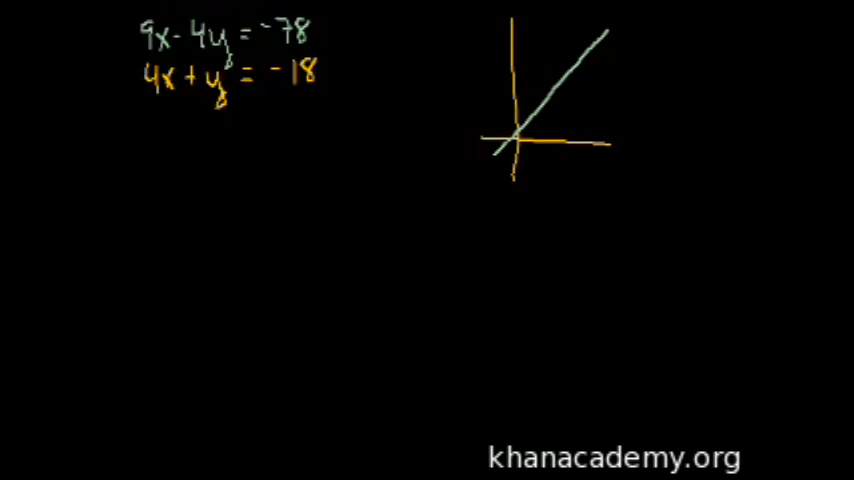 9x - 4y = -78
4x + y = -18
khanacademy.org